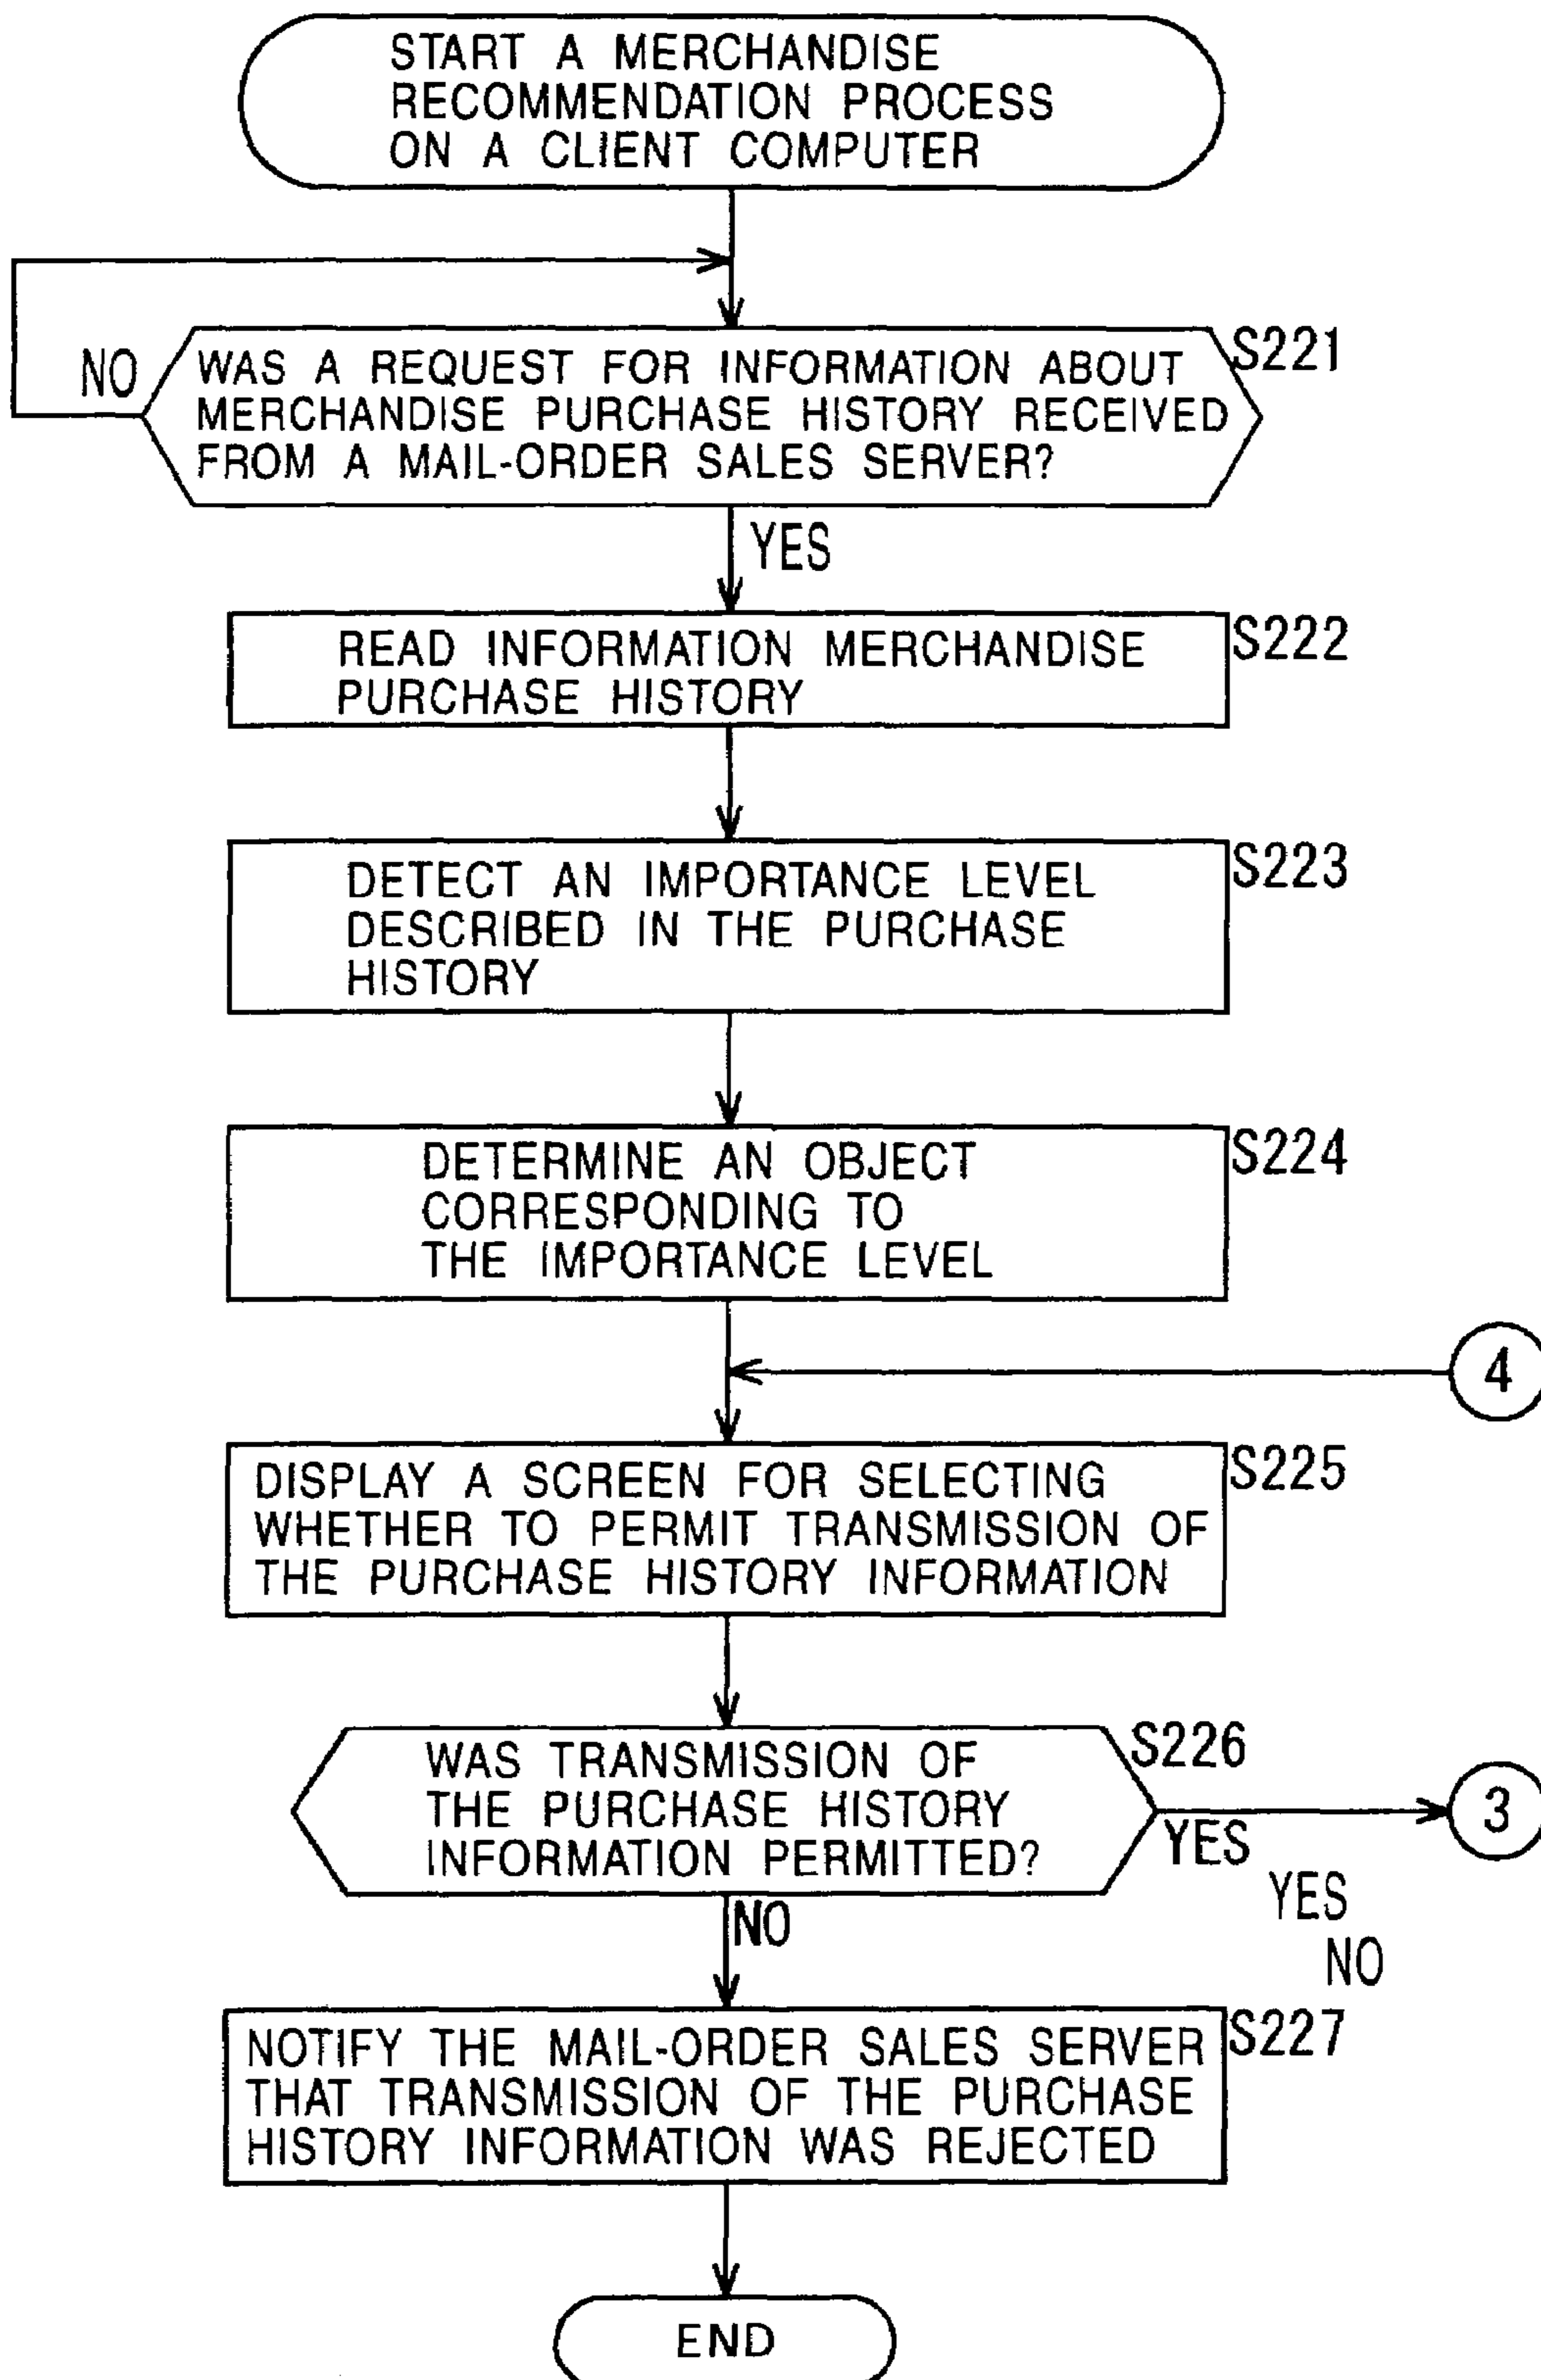 START A MERCHANDISE
RECOMMENDATION PROCESS
ON A CLIENT COMPUTER
NO
WAS A REQUEST FOR INFORMATION ABOUT
MERCHANDISE PURCHASE HISTORY RECEIVED
FROM A MAIL-ORDER SALES SERVER?
S221
YES
READ INFORMATION MERCHANDISE
PURCHASE HISTORY
S222
DETECT AN IMPORTANCE LEVEL
DESCRIBED IN THE PURCHASE
HISTORY
S223
DETERMINE AN OBJECT
CORRESPONDING TO
THE IMPORTANCE LEVEL
S224
4
DISPLAY A SCREEN FOR SELECTING
WHETHER TO PERMIT TRANSMISSION OF
THE PURCHASE HISTORY INFORMATION
S225
WAS TRANSMISSION OF
THE PURCHASE HISTORY
INFORMATION PERMITTED?
S226
YES
3
YES
NO
NO
NOTIFY THE MAIL-ORDER SALES SERVER
THAT TRANSMISSION OF THE PURCHASE
HISTORY INFORMATION WAS REJECTED
S227
END